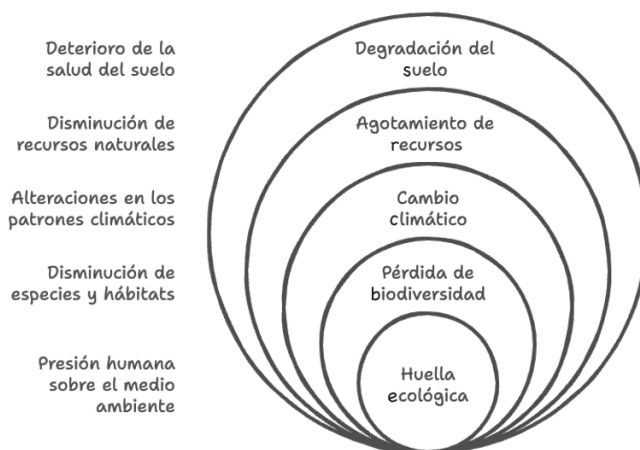 Deterioro de la
salud del suelo
Degradación del
suelo
Disminución de
recursos naturales
Agotamiento de
recursos
Alteraciones en los
patrones climáticos
Cambio
climático
Disminución de
especies y hábitats
Pérdida de
biodiversidad
Presión humana
sobre el medio
ambiente
Huella
ecológica